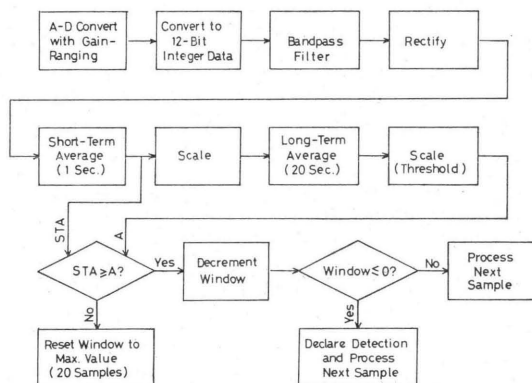 A-D Convert
with Gain-
Ranging
Convert to
12-Bit
Integer Data
Bandpass
Filter
Rectify
Short-Term
Average
(1 Sec.)
Scale
Long-Term
Average
(20 Sec.)
Scale
(Threshold)
STA
A
STA≥A?
Yes
Decrement
Window
Window≤0?
No
Process
Next
Sample
No
Yes
Reset Window to
Max. Value
(20 Samples)
Declare Detection
and Process
Next Sample